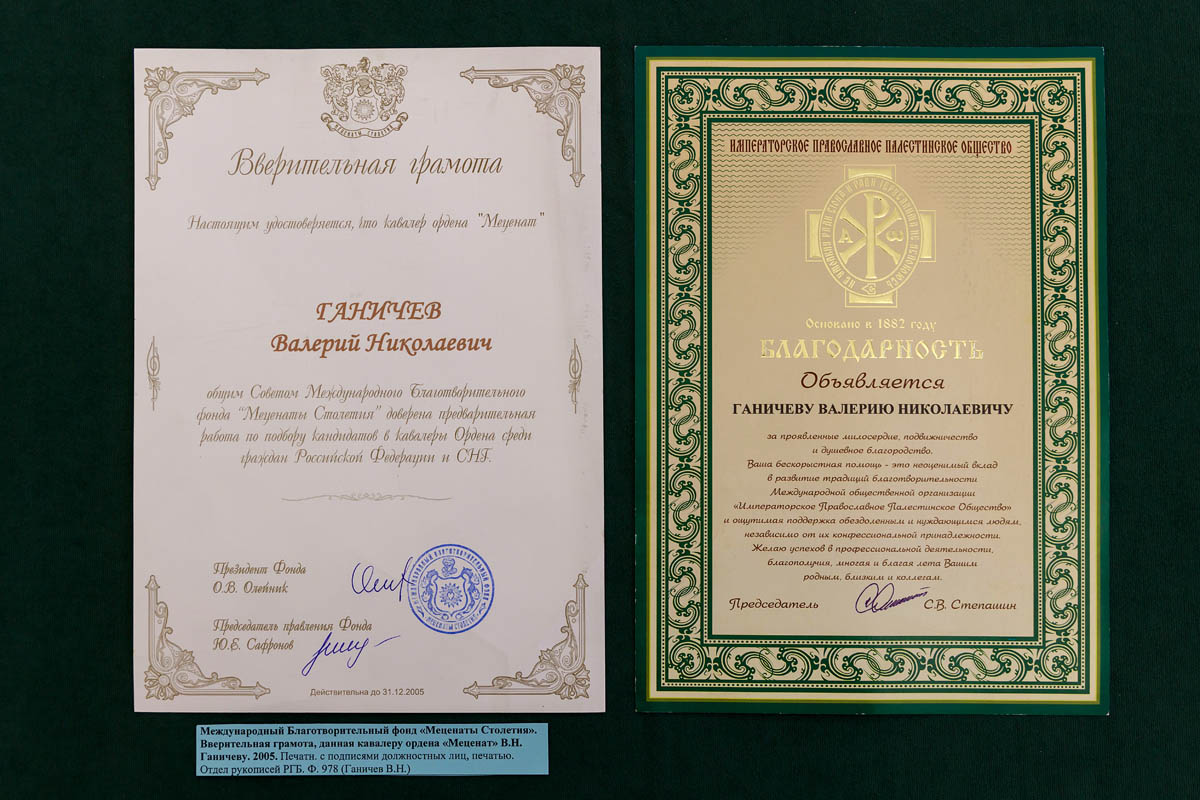 МЕЦЕНАТЫ СТОЛЕТИЯ
Вверительная грамота
Настоящим удостоверяется, что кавалер ордена "Меценат"
ГАНИЧЕВ
Валерий Николаевич
общим Советом Международного Благотворительного
фонда "Меценаты Столетия" доверена предварительная
работа по подбору кандидатов в кавалеры Ордена среди
граждан Российской Федерации и СНГ.
Президент Фонда
О.В. Олейник
Председатель правления Фонда
Ю.Е. Сафронов
Действительна до 31.12.2005
Международный Благотворительный фонд «Меценаты Столетия».
Вверительная грамота, данная кавалеру ордена «Меценат» В.Н.
Ганичеву. 2005. Печатн. с подписями должностных лиц, печатью.
Отдел рукописей РГБ. Ф. 978 (Ганичев В.Н.)
ИМПЕРАТОРСКОЕ ПРАВОСЛАВНОЕ ПАЛЕСТИНСКОЕ ОБЩЕСТВО
Основано в 1882 году
БЛАГОДАРНОСТЬ
Объявляется
ГАНИЧЕВУ ВАЛЕРИЮ НИКОЛАЕВИЧУ
за проявленные милосердие, подвижничество
и душевное благородство.
Ваша бескорыстная помощь - это неоценимый вклад
в развитие традиций благотворительности
Международной общественной организации
«Императорское Православное Палестинское Общество»
и ощутимая поддержка обездоленным и нуждающимся людям,
независимо от их конфессиональной принадлежности.
Желаю успехов в профессиональной деятельности,
благополучия, многая и благая лета Вашим
родным, близким и коллегам.
Председатель С.В. Степашин